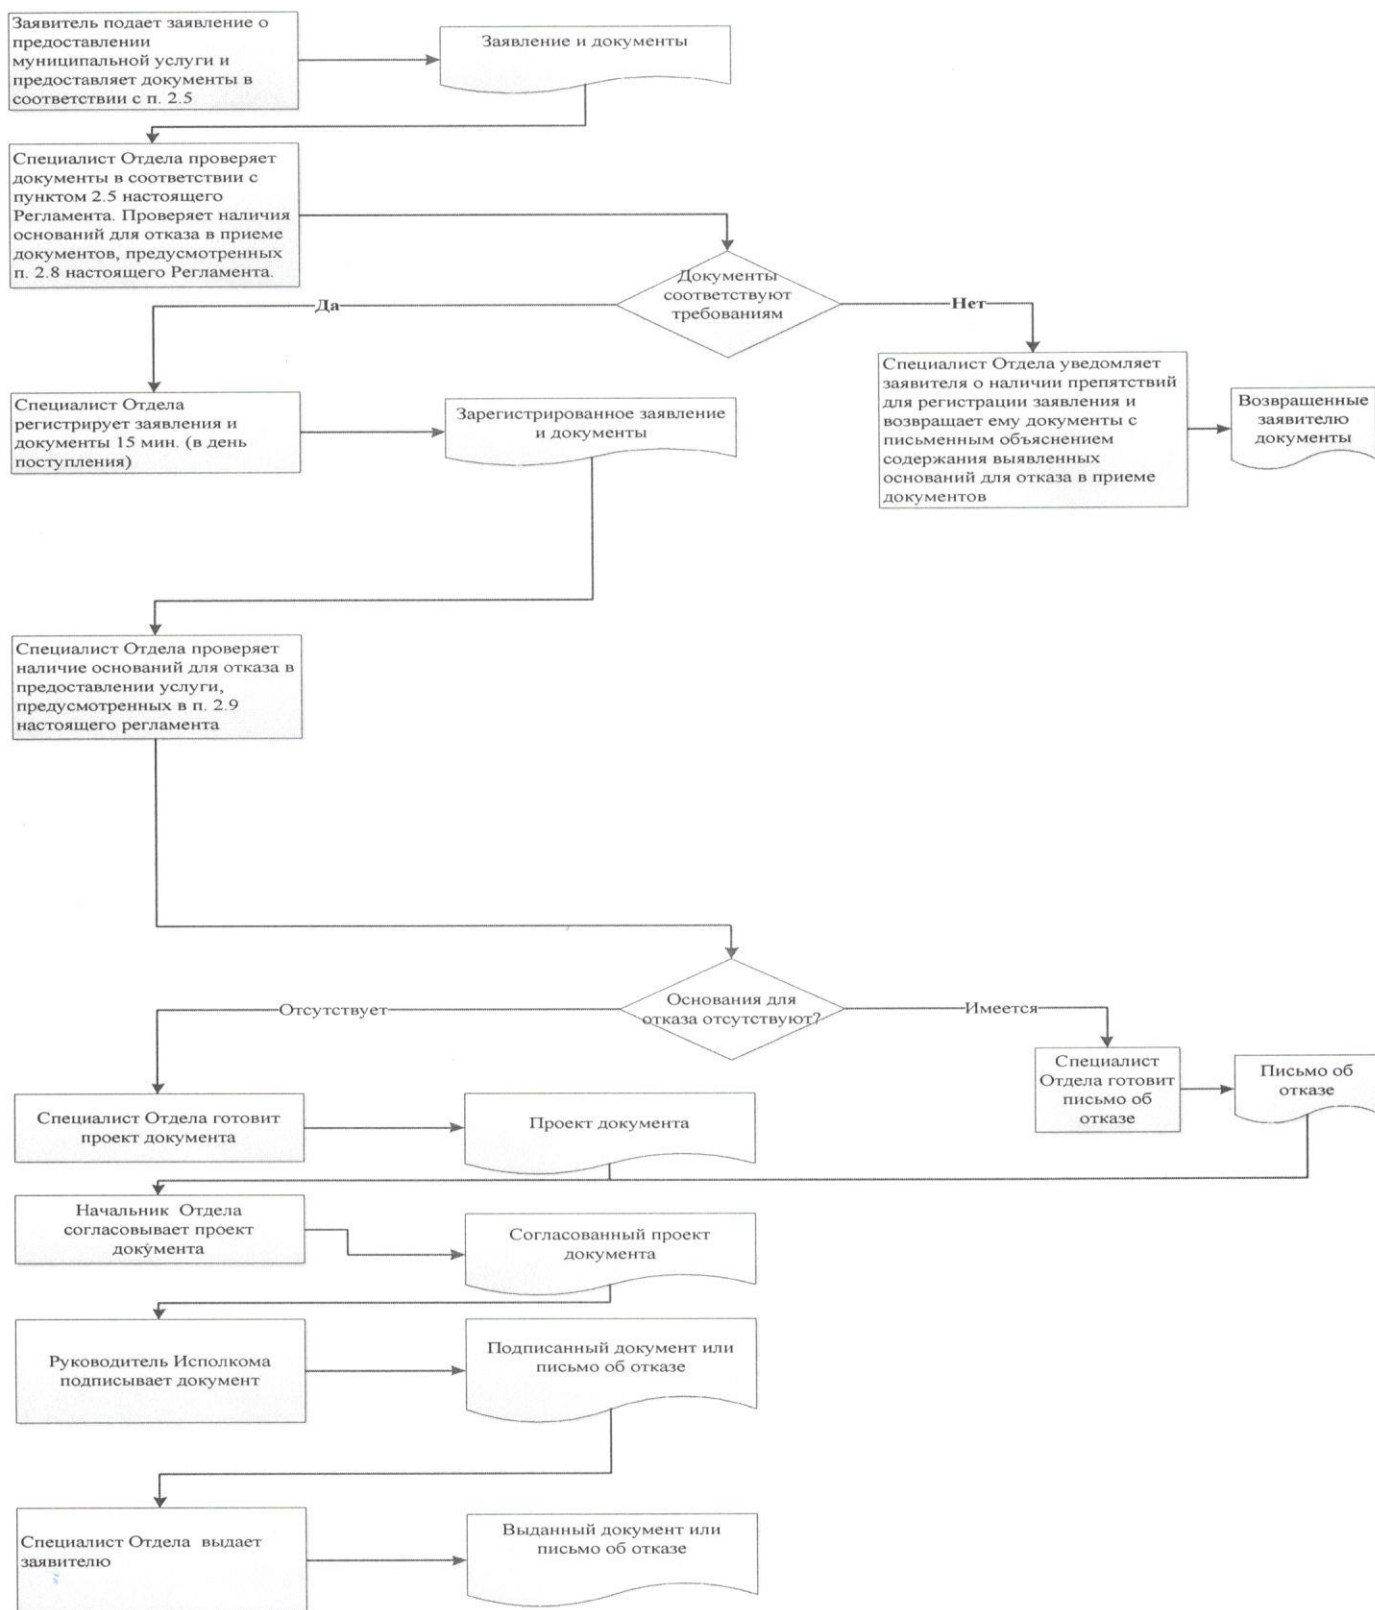 Заявитель подает заявление о
предоставлении
муниципальной услуги и
предоставляет документы в
соответствии с п. 2.5
Заявление и документы
Специалист Отдела проверяет
документы в соответствии с
пунктом 2.5 настоящего
Регламента. Проверяет наличия
оснований для отказа в приеме
документов, предусмотренных
п. 2.8 настоящего Регламента.
Документы
соответствуют
требованиям
Да
Нет
Специалист Отдела
регистрирует заявления и
документы 15 мин. (в день
поступления)
Зарегистрированное заявление
и документы
Специалист Отдела уведомляет
заявителя о наличии препятствий
для регистрации заявления и
возвращает ему документы с
письменным объяснением
содержания выявленных
оснований для отказа в приеме
документов
Возвращенные
заявителю
документы
Специалист Отдела проверяет
наличие оснований для отказа в
предоставлении услуги,
предусмотренных в п. 2.9
настоящего регламента
Основания для
отказа отсутствуют?
Отсутствует
Имеется
Специалист
Отдела готовит
письмо об
отказе
Письмо об
отказе
Специалист Отдела готовит
проект документа
Проект документа
Начальник Отдела
согласовывает проект
документа
Согласованный проект
документа
Руководитель Исполкома
подписывает документ
Подписанный документ или
письмо об отказе
Специалист Отдела выдает
заявителю
Выданный документ или
письмо об отказе